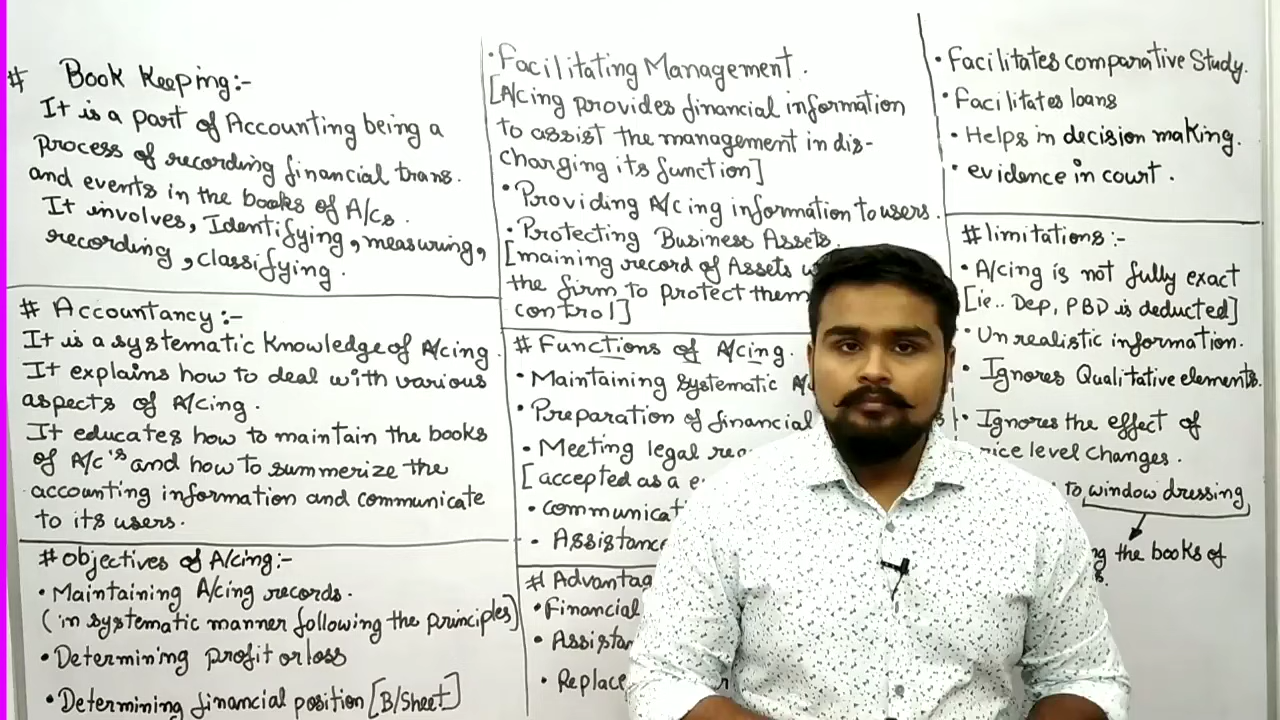 # Book Keeping:-
It is a part of Accounting being a
process of recording financial trans.
and events in the books of A/cs.
It involves, Identifying, measuring,
recording, classifying.
# Accountancy:-
It is a systematic Knowledge of A/cing.
It explains how to deal with various
aspects of A/cing.
It educates how to maintain the books
of A/c's and how to summerize the
accounting information and communicate
to its users.
# Objectives of A/cing:-
• Maintaining A/cing records.
(in systematic manner following the principles]
• Determining profit or loss
• Determining financial position [B/Sheet]
• Facilitating Management.
[A/cing provides financial information
to assist the management in dis-
charging its function]
• Providing A/cing information to users.
• Protecting Business Assets.
[maining record of Assets
the firm to protect them
control]
# Functions of A/cing.
• Maintaining Systematic
• Preparation of financial
• Meeting legal
[accepted as a
• communicat
• Assistance
# Advantag
• Financial
• Assistan
• Replace
• Facilitates comparative Study.
• Facilitates loans
• Helps in decision making.
• evidence in court.
# limitations:-
• A/cing is not fully exact
[ie.. Dep, PBD is deducted]
• Unrealistic information.
• Ignores Qualitative elements.
• Ignores the effect of
rice level changes.
to window dressing
ng the books of